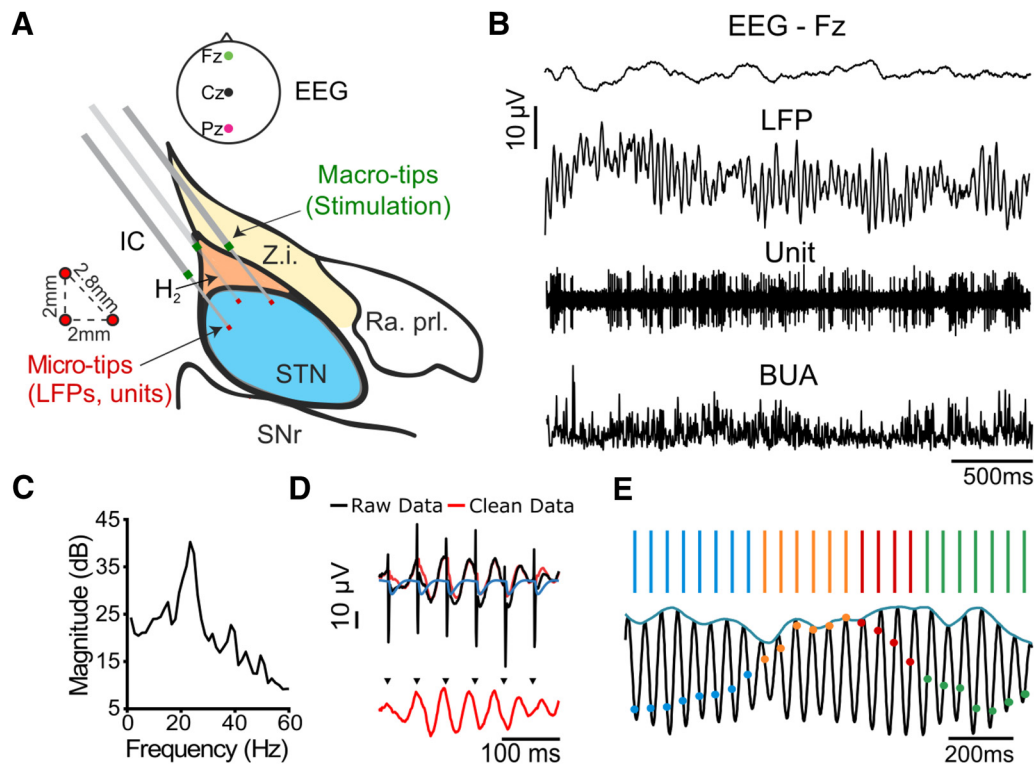 A
Fz
Cz
Pz
EEG
Macro-tips
(Stimulation)
IC
Z.i.
H2
2mm
2.8mm
2mm
Ra. prl.
Micro-tips
(LFPs, units)
STN
SNr
B
EEG - Fz
10 µV
LFP
Unit
BUA
500ms
C
Magnitude (dB)
45
35
25
15
5
0
20
40
60
Frequency (Hz)
D
Raw Data
Clean Data
10 µV
100 ms
E
200ms